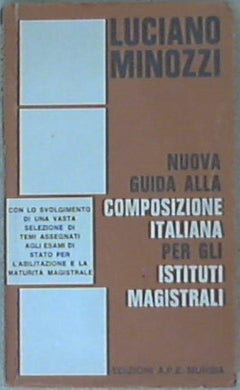 LUCIANO
MINOZZI
NUOVA
GUIDA ALLA
COMPOSIZIONE
ITALIANA
PER GLI
ISTITUTI
MAGISTRALI
CON LO SVOLGIMENTO
DI UNA VASTA
SELEZIONE DI
TEMI ASSEGNATI
AGLI ESAMI DI
STATO PER
L'ABILITAZIONE E LA
MATURITA MAGISTRALE
EDIZIONI A.P.E. MURSIA